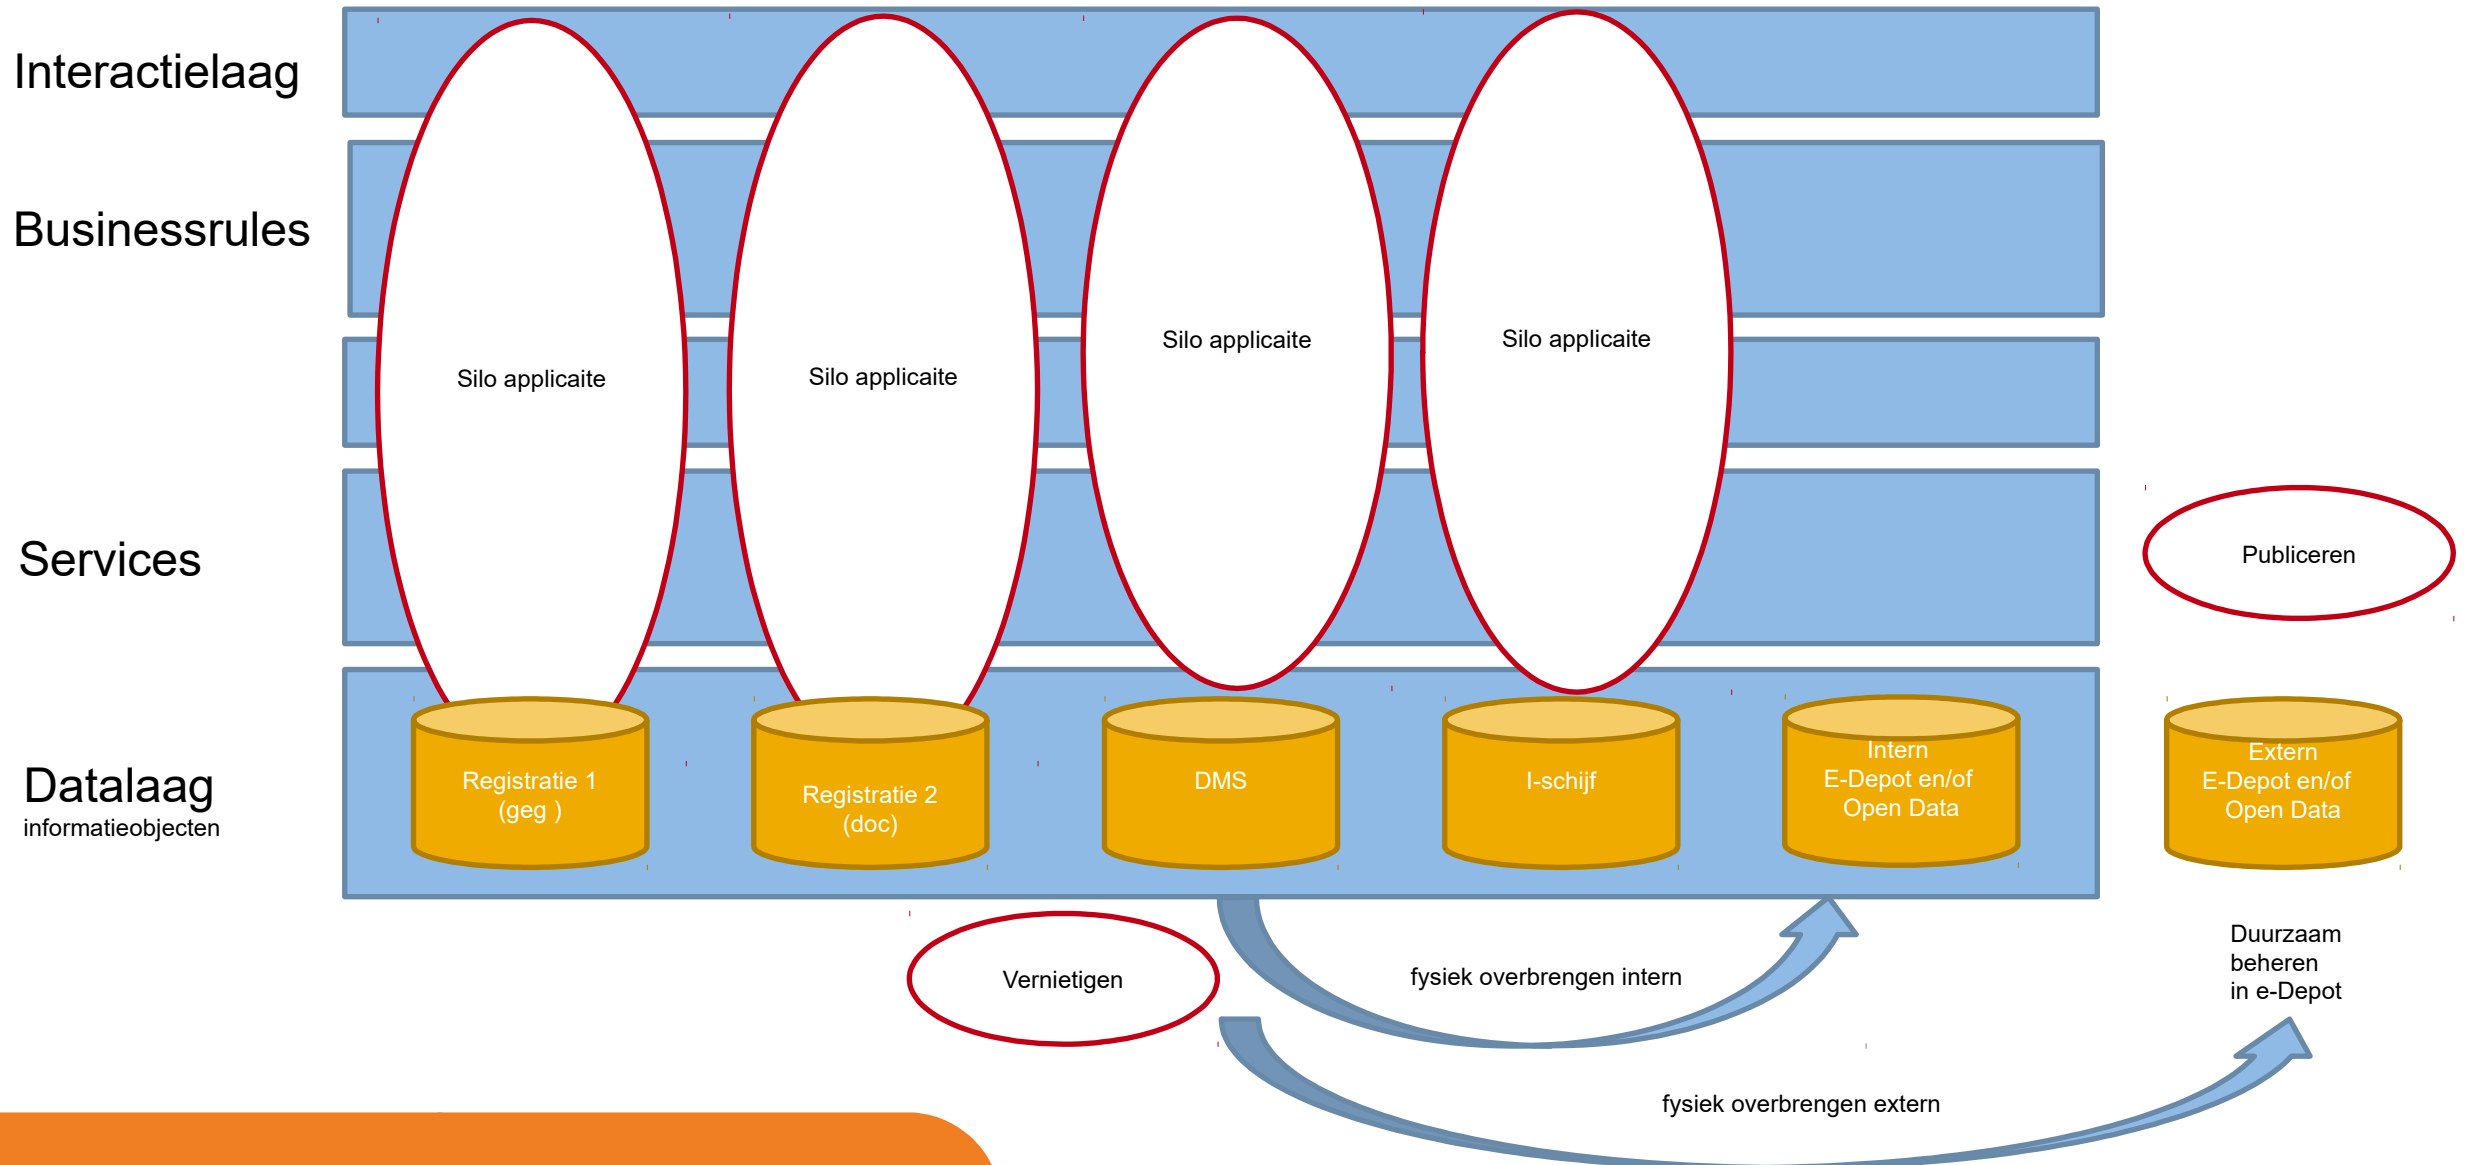 Interactielaag
Businessrules
Silo applicaite
Silo applicaite
Silo applicaite
Silo applicaite
Services
Publiceren
Datalaag
informatieobjecten
Registratie 1
(geg )
Registratie 2
(doc)
DMS
I-schijf
Intern
E-Depot en/of
Open Data
Extern
E-Depot en/of
Open Data
Vernietigen
fysiek overbrengen intern
Duurzaam
beheren
in e-Depot
fysiek overbrengen extern